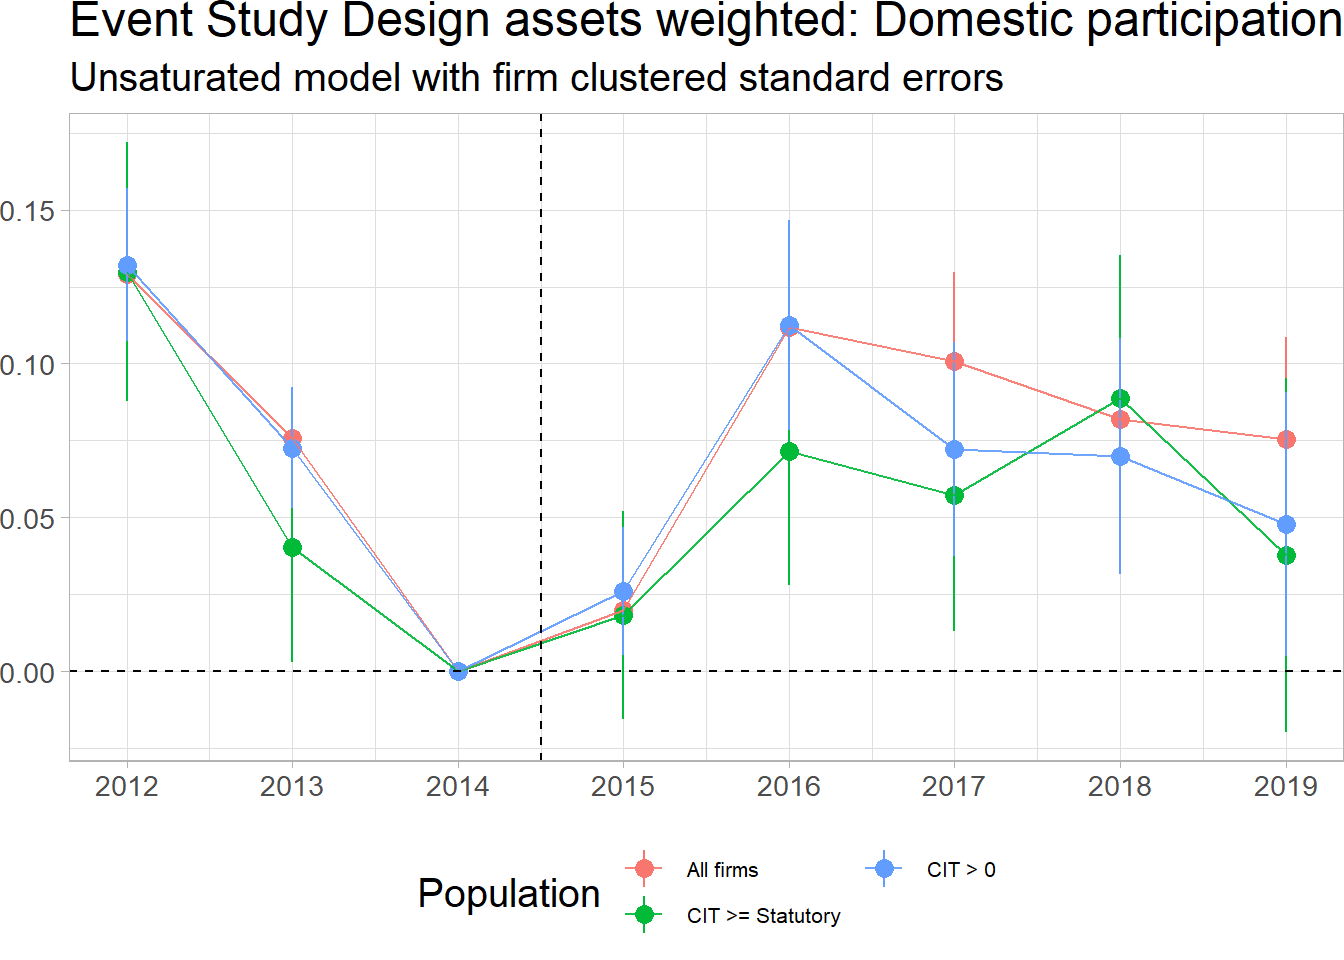 Event Study Design assets weighted: Domestic participation
Unsaturated model with firm clustered standard errors
0.15
0.10
0.05
0.00
2012 2013 2014 2015 2016 2017 2018 2019
Population
All firms
CIT >= Statutory
CIT > 0